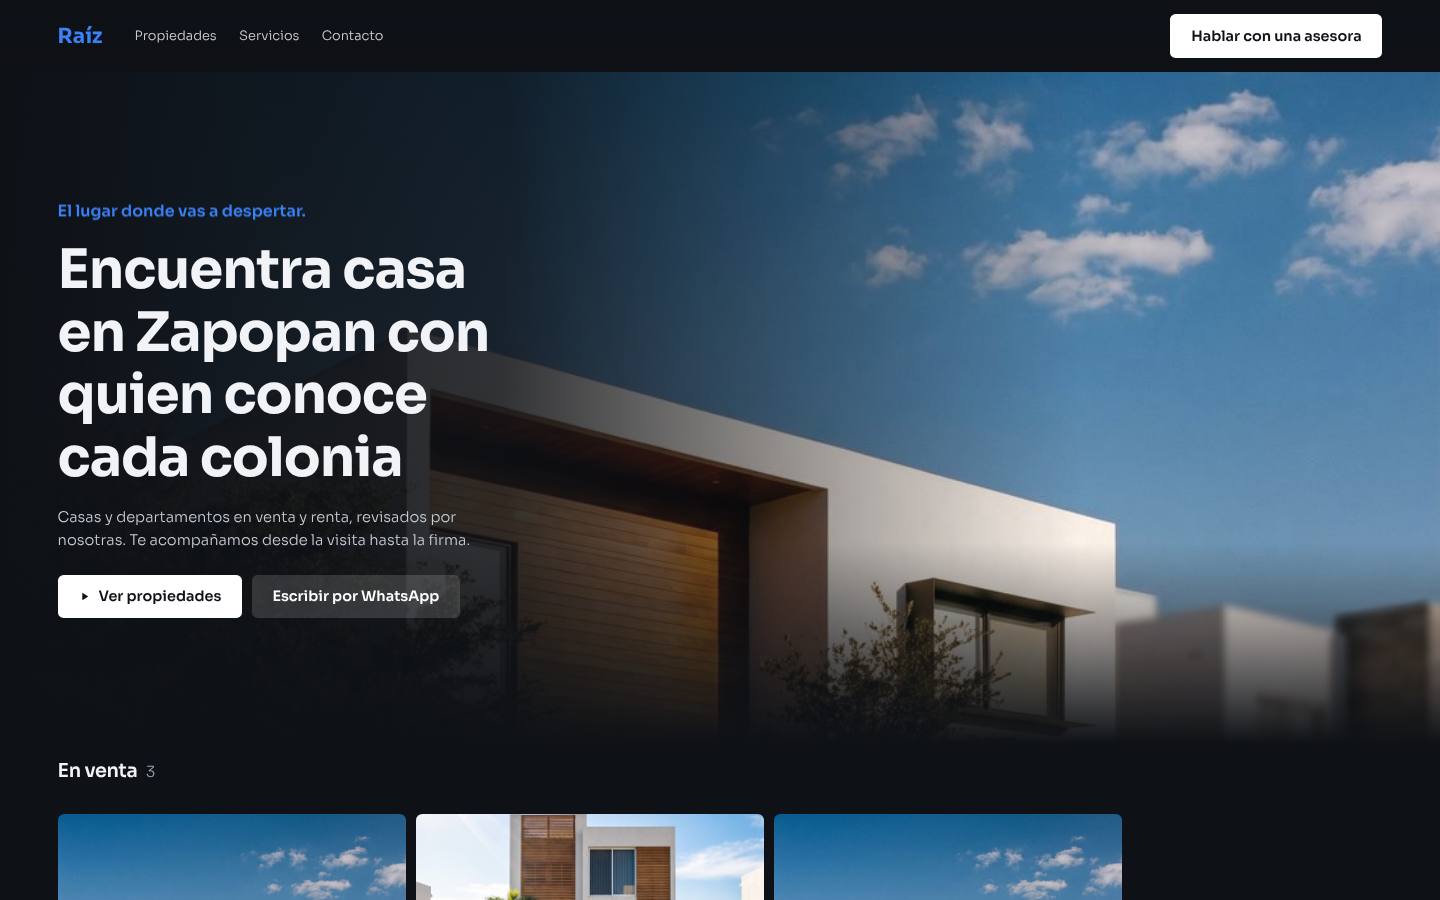 Raíz
Propiedades
Servicios
Contacto
Hablar con una asesora
El lugar donde vas a despertar.
Encuentra casa
en Zapopan con
quien conoce
cada colonia
Casas y departamentos en venta y renta, revisados por
nosotras. Te acompañamos desde la visita hasta la firma.
Ver propiedades
Escribir por WhatsApp
En venta 3